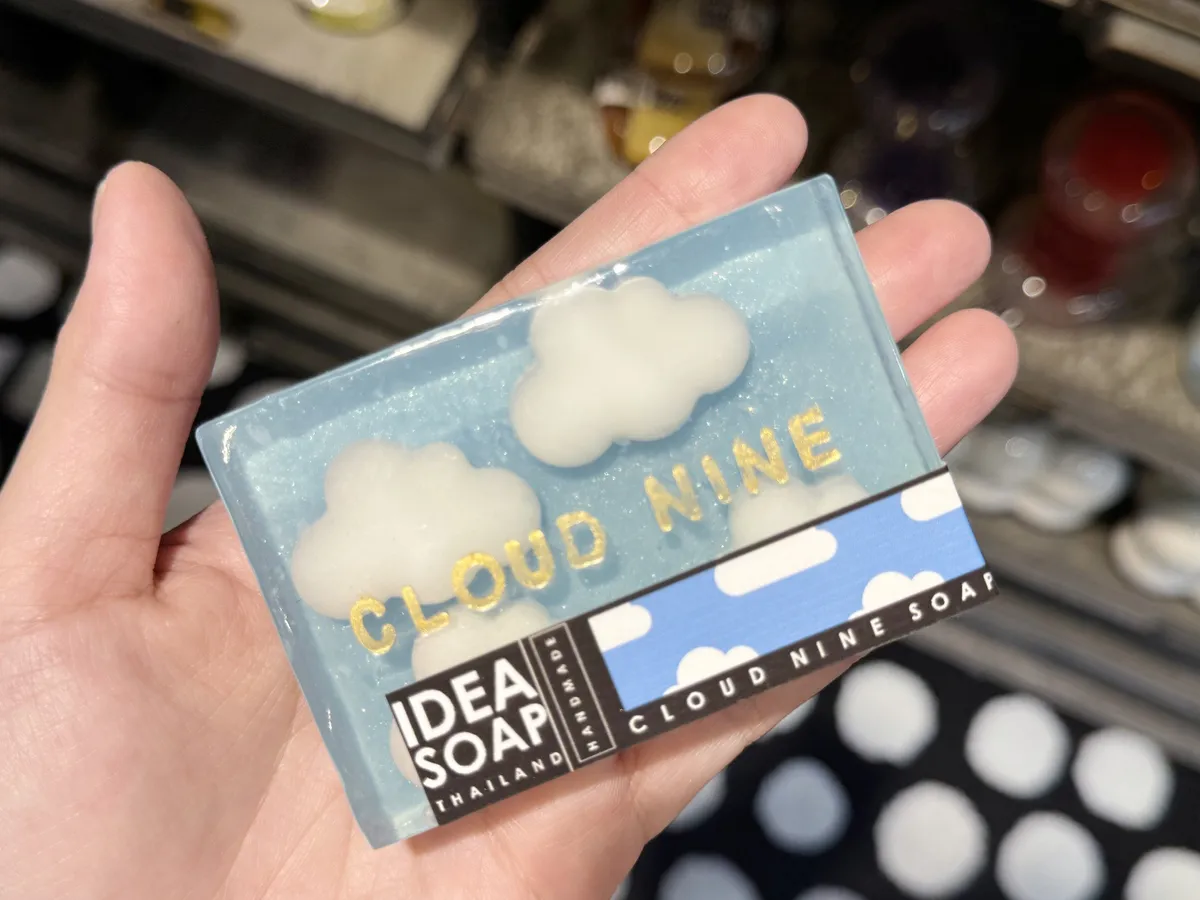 CLOUD NINE
IDEA
SOAP
THAILAND
HANDMADE
CLOUD NINE SOAP